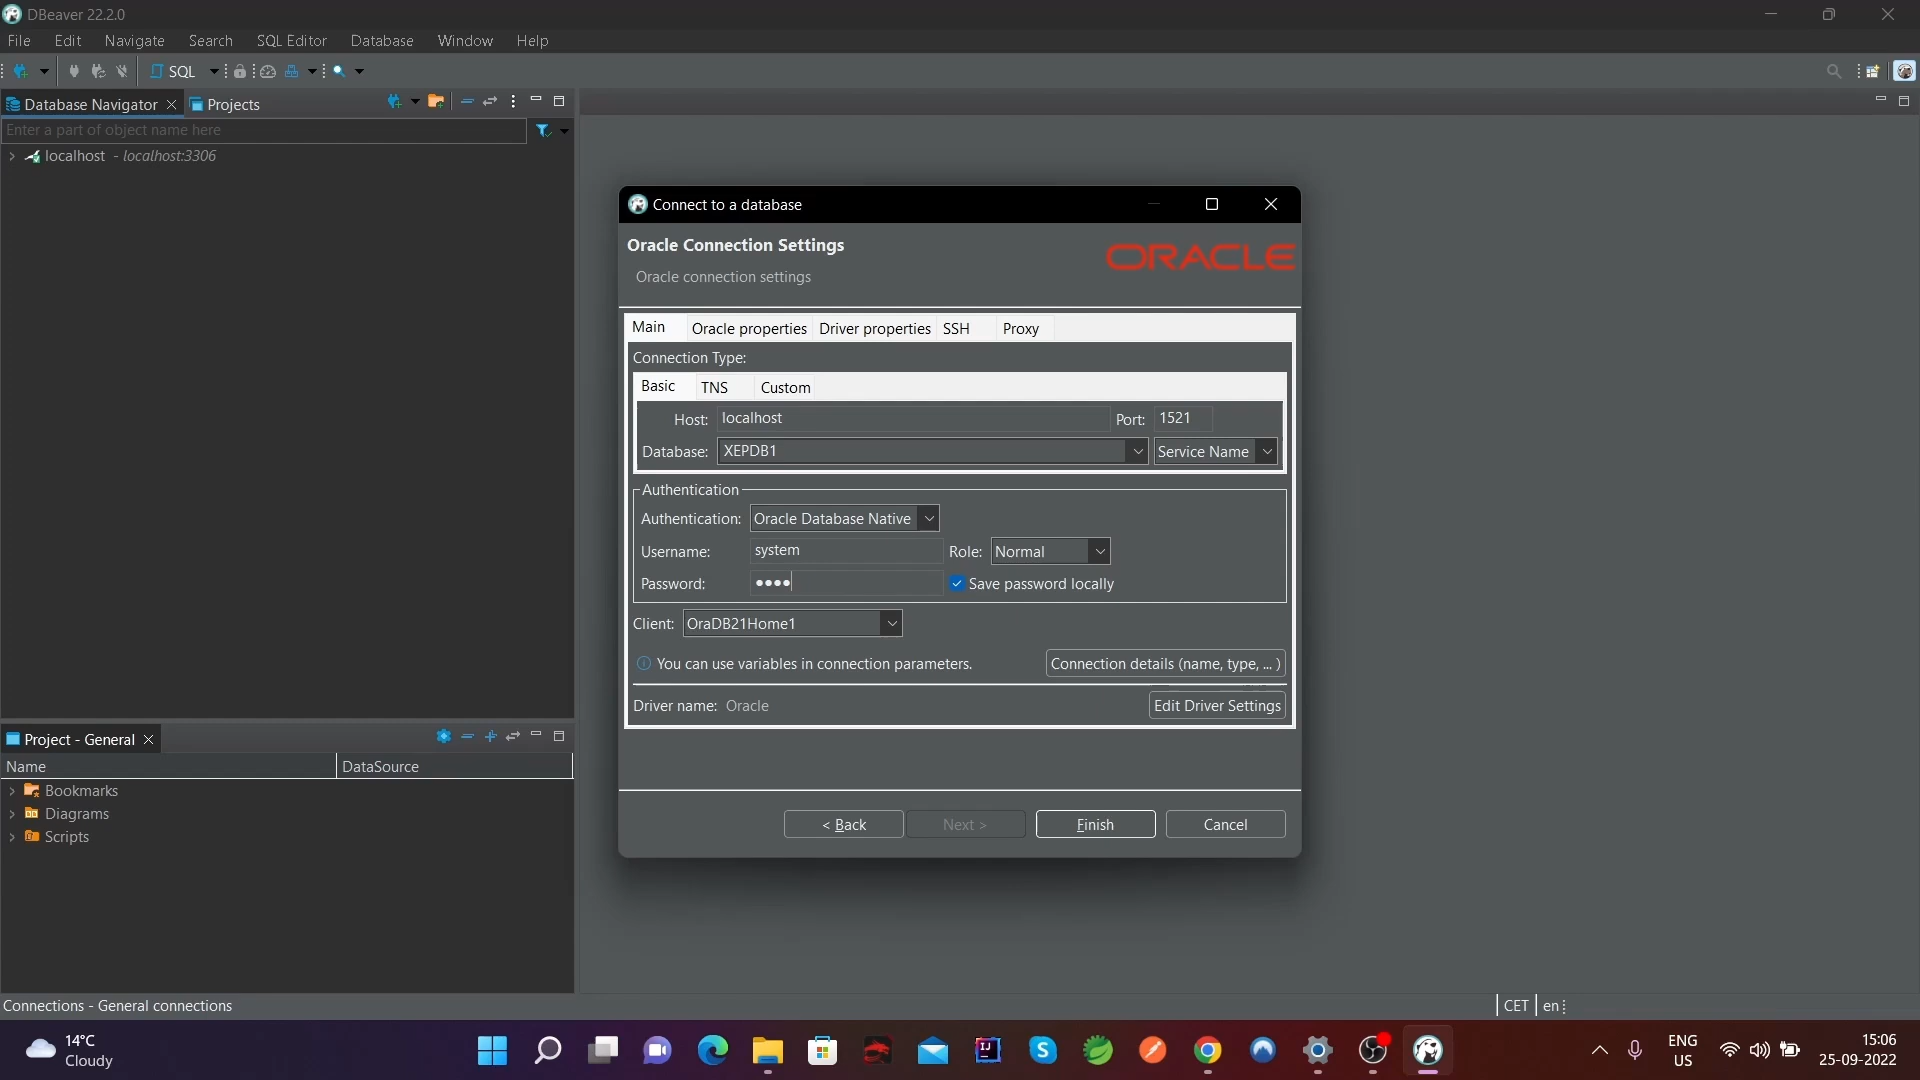 DBeaver 22.2.0
File Edit Navigate Search SQL Editor Database Window Help
SQL
Database Navigator Projects
Enter a part of object name here
localhost - localhost:3306
Connect to a database
Oracle Connection Settings
ORACLE
Oracle connection settings
Main Oracle properties Driver properties SSH Proxy
Connection Type:
Basic TNS Custom
Host: localhost Port: 1521
Database: XEPDB1 Service Name
Authentication
Authentication: Oracle Database Native
Username: system Role: Normal
Password: •••• Save password locally
Client: OraDB21Home1
You can use variables in connection parameters. Connection details (name, type, ... )
Driver name: Oracle Edit Driver Settings
< Back Next > Finish Cancel
Project - General
Name DataSource
Bookmarks
Diagrams
Scripts
Connections - General connections
CET en
14°C
Cloudy
ENG
US
15:06
25-09-2022